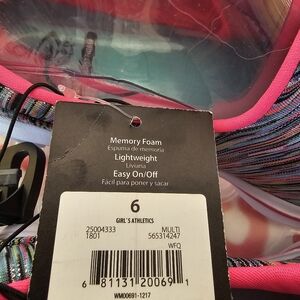 Memory Foam
Espuma de memoria
Lightweight
Liviana
Easy On/Off
Fácil para poner y sacar
6
GIRL'S ATHLETICS
25004333 MULTI
1801 565314247
WFQ
6 81131 20069 1
WM00691-1217